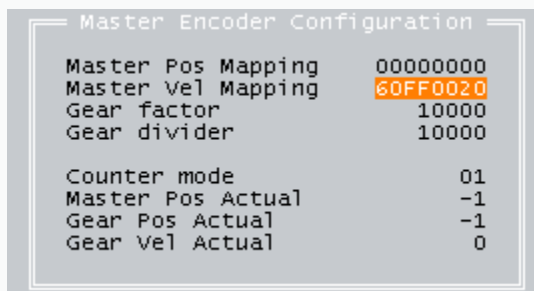 Master Encoder Configuration
Master Pos Mapping 00000000
Master Vel Mapping 60FF0020
Gear factor 10000
Gear divider 10000
Counter mode 01
Master Pos Actual -1
Gear Pos Actual -1
Gear Vel Actual 0